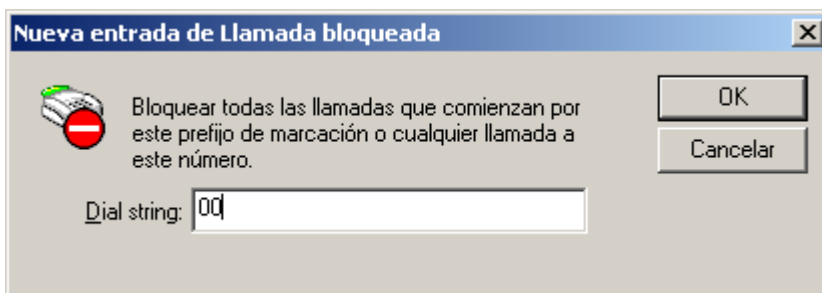 Nueva entrada de Llamada bloqueada
Bloquear todas las llamadas que comienzan por
este prefijo de marcación o cualquier llamada a
este número.
OK
Cancelar
Dial string: 00